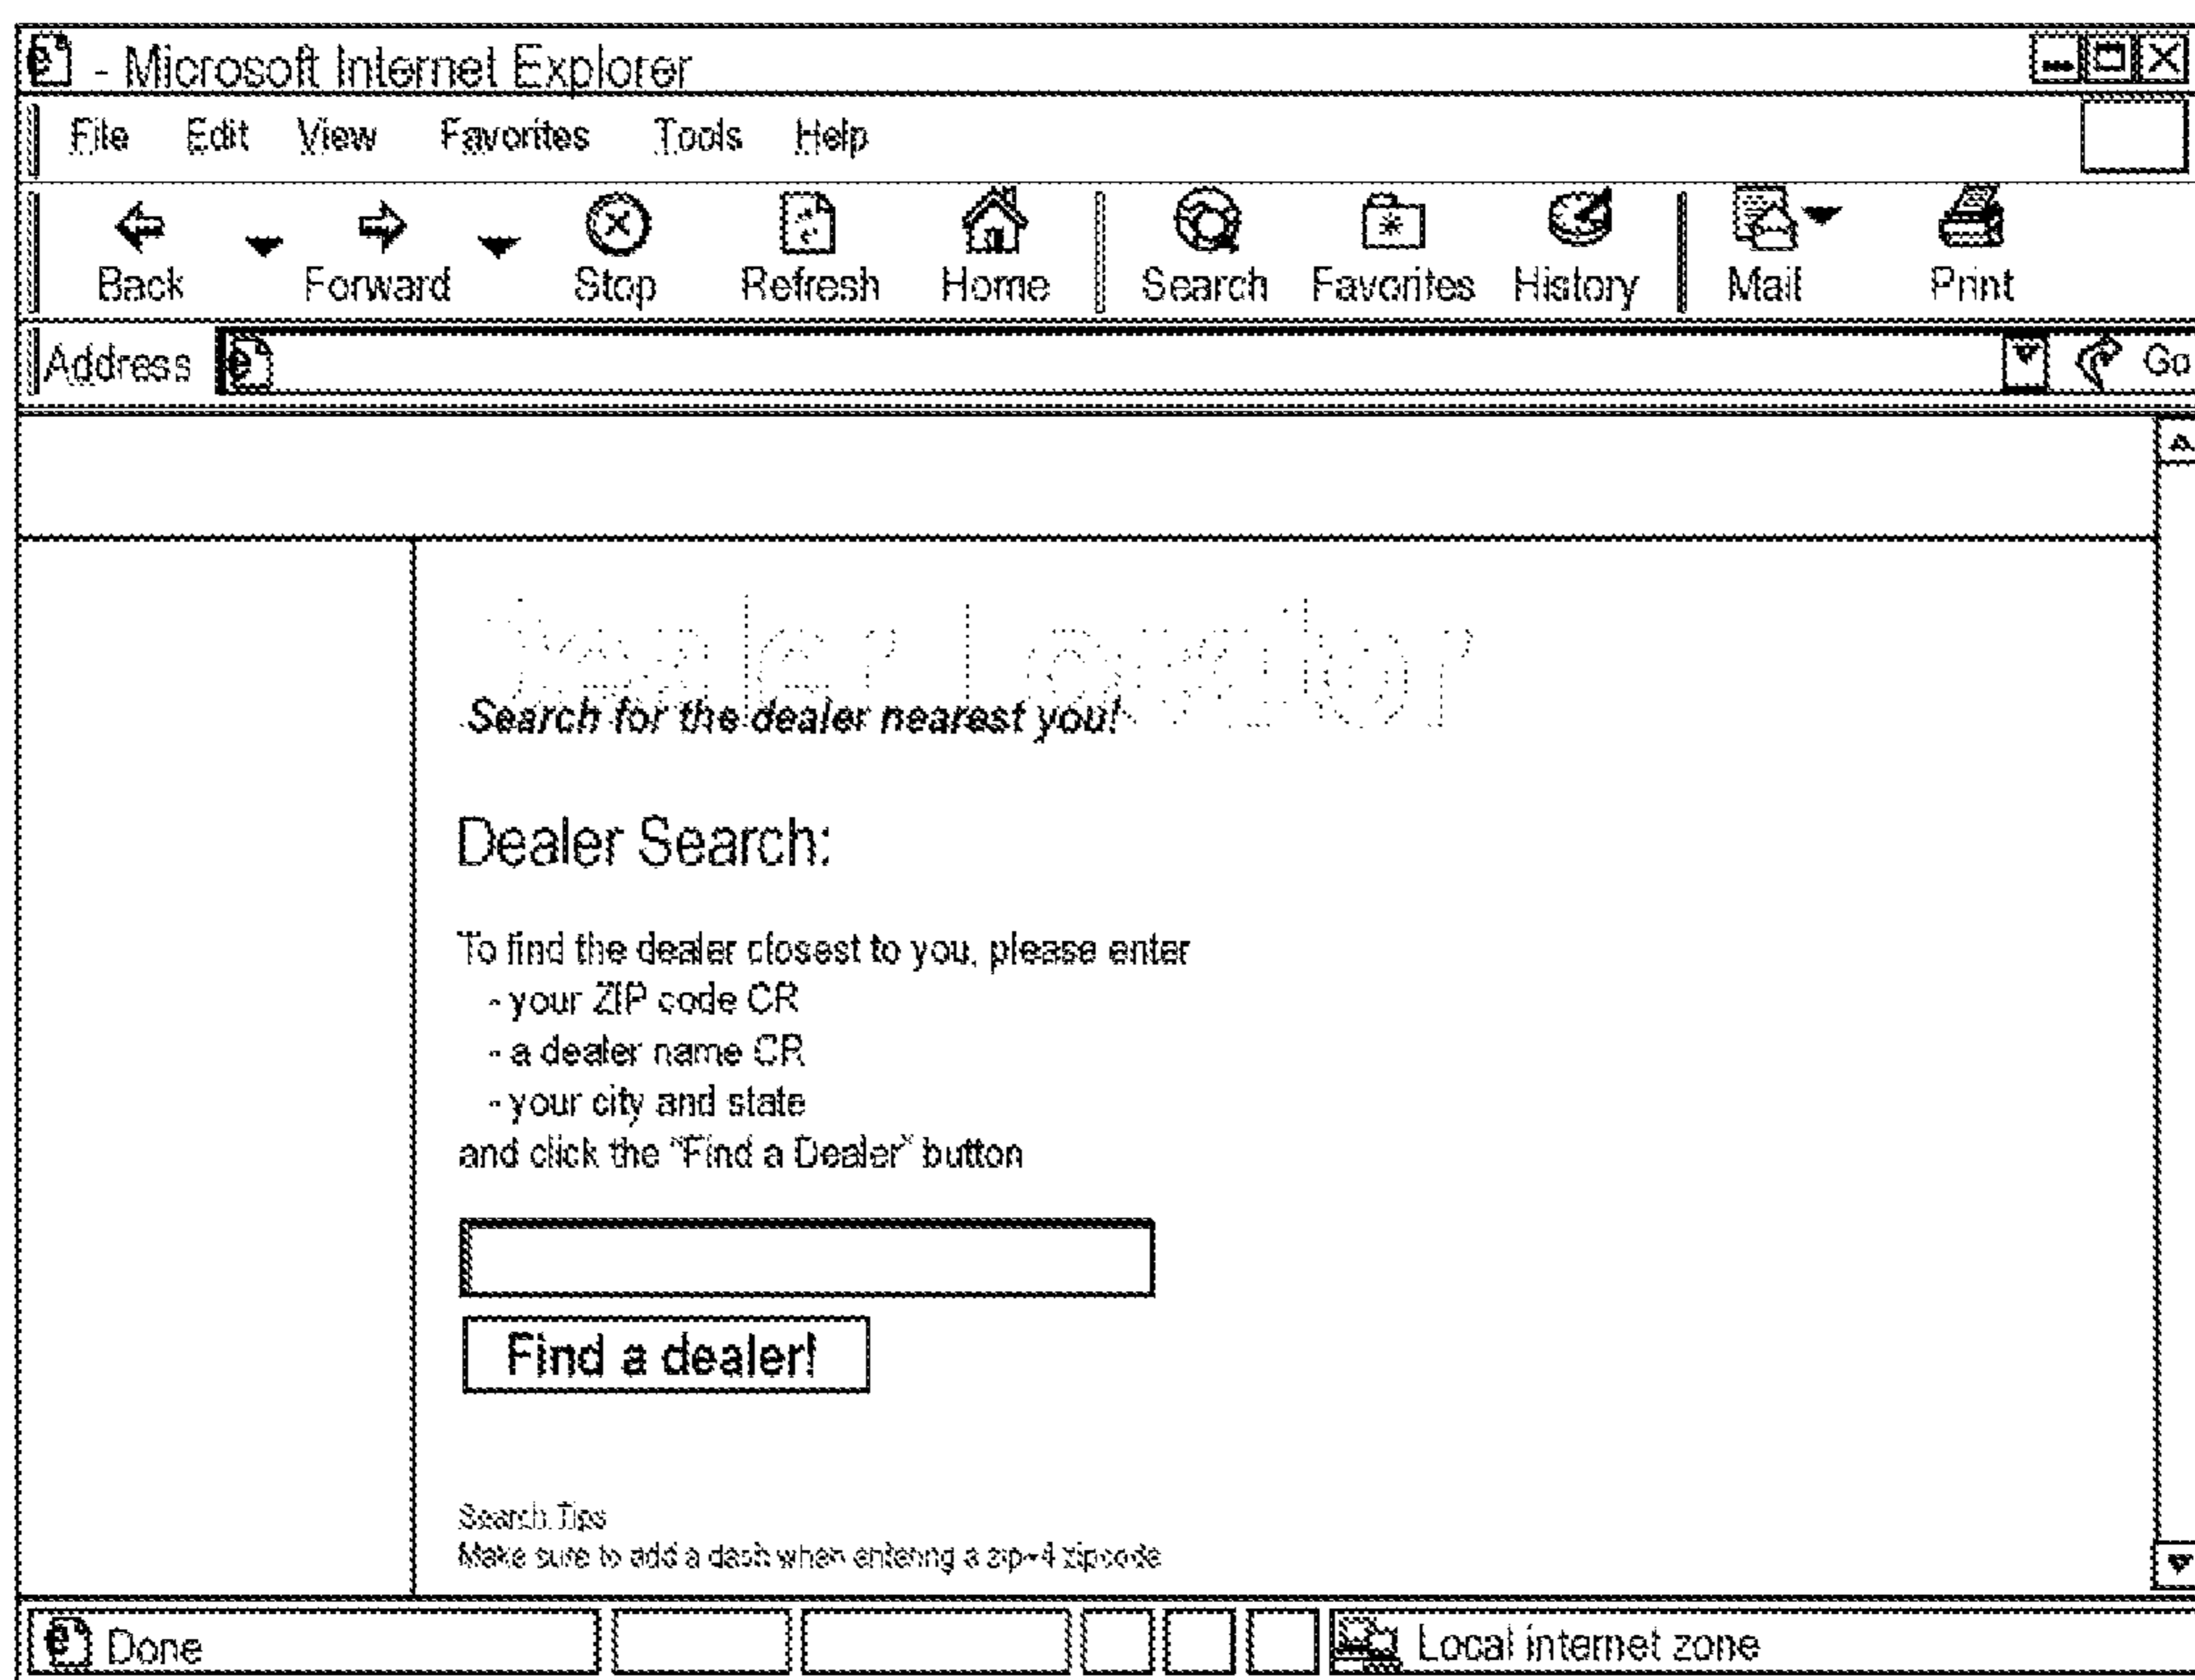 - Microsoft Internet Explorer
File Edit View Favorites Tools Help
Back Forward Stop Refresh Home Search Favorites History Mail Print
Address Go
Dealer Locator
Search for the dealer nearest you!
Dealer Search:
To find the dealer closest to you, please enter
- your ZIP code CR
- a dealer name CR
- your city and state
and click the "Find a Dealer" button
Find a dealer!
Search Tips
Make sure to add a dash when entering a zip+4 zipcode
Done Local internet zone